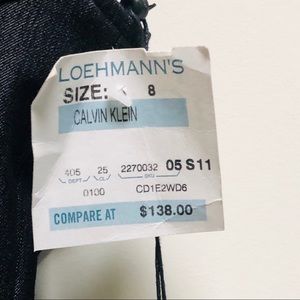 LOEHMANN'S
SIZE: 8
CALVIN KLEIN
405 25 2270032 05 S11
DEPT CL SKU
0100 CD1E2WD6
COMPARE AT $138.00